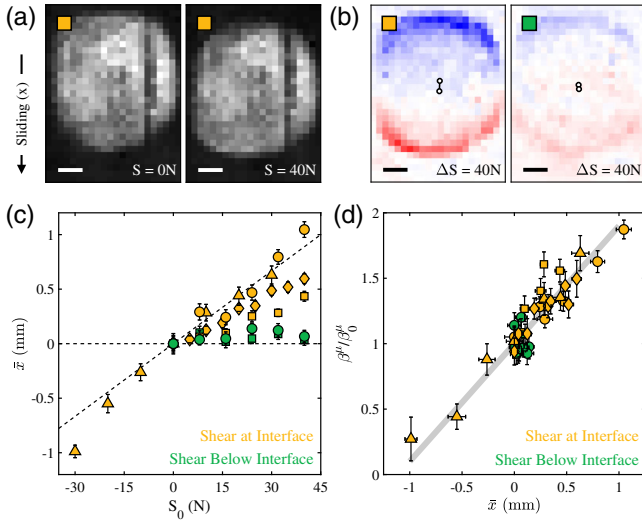 (a)
Sliding (x)
S = 0N
S = 40N
(b)
ΔS = 40N
ΔS = 40N
(c)
1
0.5
0
-0.5
-1
x̄ (mm)
-30 -15 0 15 30 45
S₀ (N)
Shear at Interface
Shear Below Interface
(d)
2
1.5
1
0.5
0
β^μ/β₀^μ
-1 -0.5 0 0.5 1
x̄ (mm)
Shear at Interface
Shear Below Interface